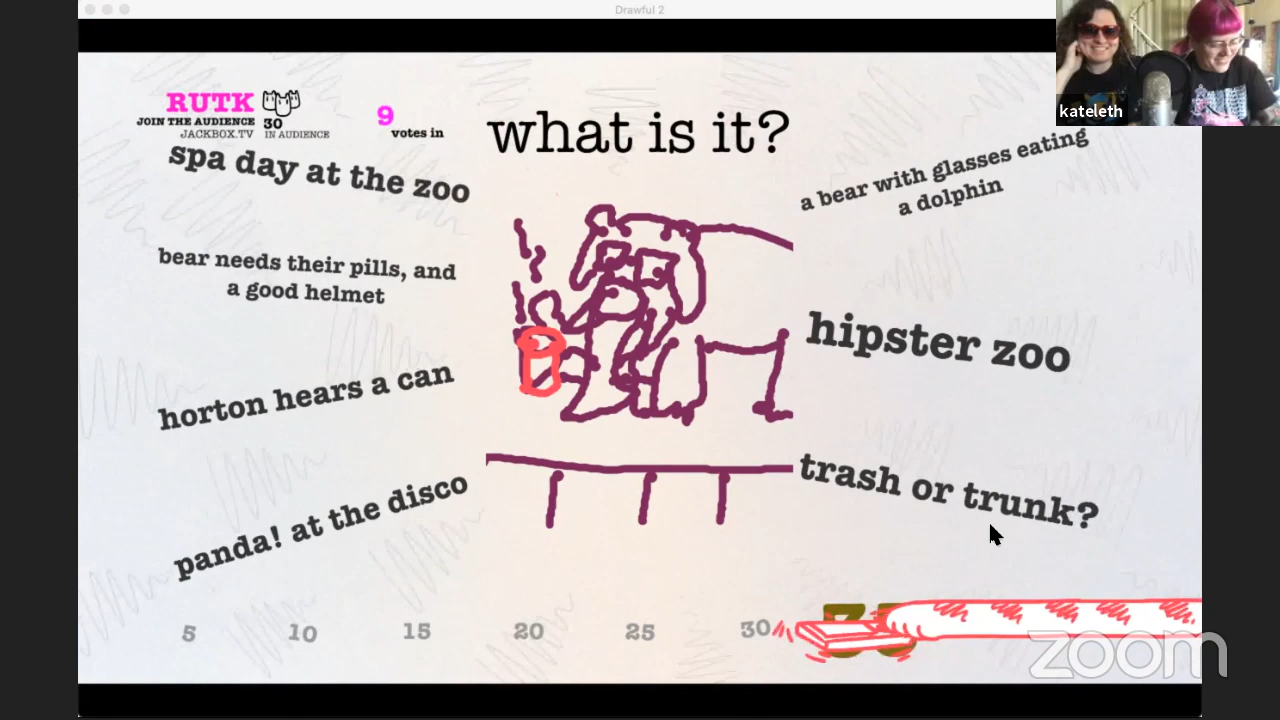 Drawful 2
RUTK
JOIN THE AUDIENCE
JACKBOX.TV
30
IN AUDIENCE
9
votes in
what is it?
kateleth
spa day at the zoo
a bear with glasses eating
a dolphin
bear needs their pills, and
a good helmet
hipster zoo
horton hears a can
trash or trunk?
panda! at the disco
5 10 15 20 25 30
zoom